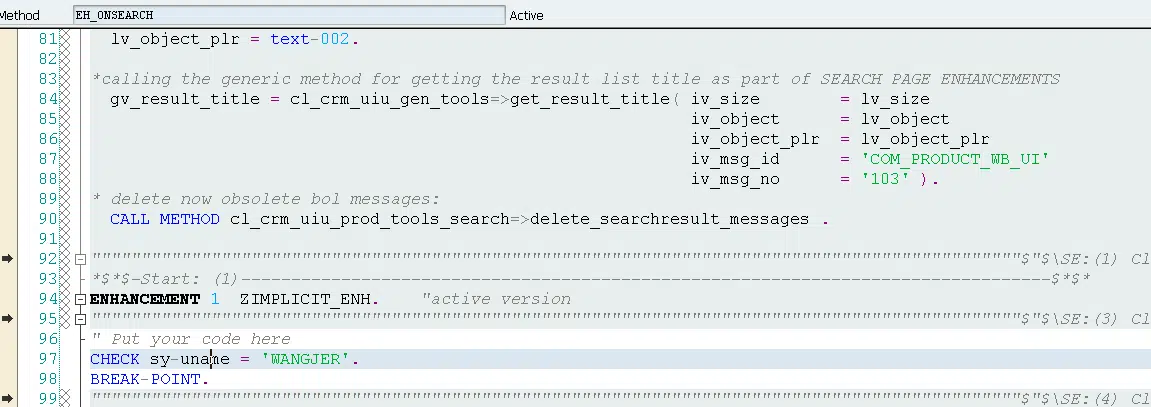 Method EH_ONSEARCH Active
81 lv_object_plr = text-002.
82
83 *calling the generic method for getting the result list title as part of SEARCH PAGE ENHANCEMENTS
84 gv_result_title = cl_crm_uiu_gen_tools=>get_result_title( iv_size = lv_size
85 iv_object = lv_object
86 iv_object_plr = lv_object_plr
87 iv_msg_id = 'COM_PRODUCT_WB_UI'
88 iv_msg_no = '103' ).
89 * delete now obsolete bol messages:
90 CALL METHOD cl_crm_uiu_prod_tools_search=>delete_searchresult_messages .
91
92 """"""""""""""""""""""""""""""""""""""""""""""""""""""""""""""""""""""""""""""""""""""""""""$"$\SE:(1) Cl
93 *$*$-Start: (1)---------------------------------------------------------------------------------$*$*
94 ENHANCEMENT 1 ZIMPLICIT_ENH. "active version
95 """"""""""""""""""""""""""""""""""""""""""""""""""""""""""""""""""""""""""""""""""""""""""""$"$\SE:(3) Cl
96 " Put your code here
97 CHECK sy-uname = 'WANGJER'.
98 BREAK-POINT.
99 """"""""""""""""""""""""""""""""""""""""""""""""""""""""""""""""""""""""""""""""""""""""""""$"$\SE:(4) Cl